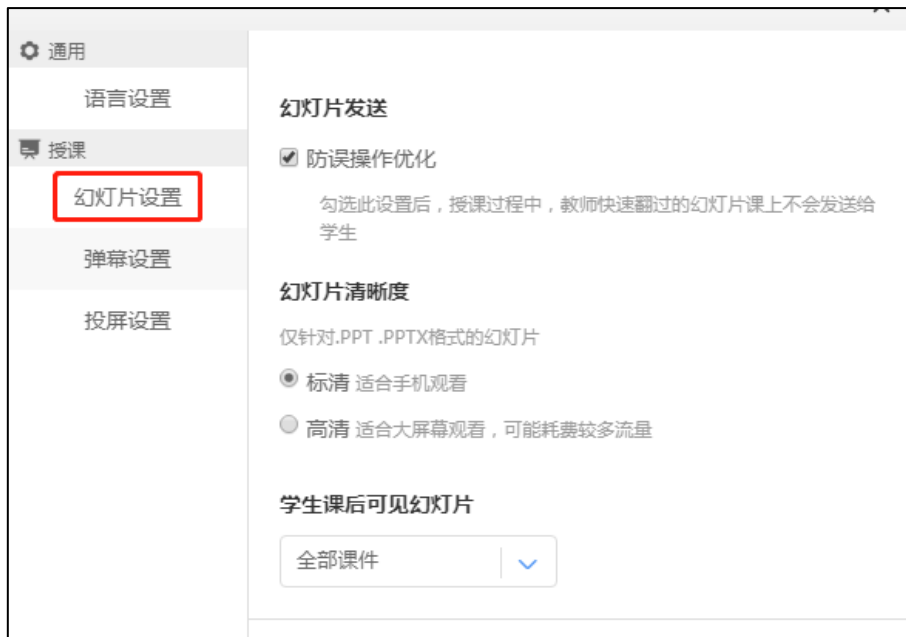 通用
语言设置
授课
幻灯片设置
弹幕设置
投屏设置
幻灯片发送
防误操作优化
勾选此设置后，授课过程中，教师快速翻过的幻灯片课上不会发送给
学生
幻灯片清晰度
仅针对.PPT .PPTX格式的幻灯片
标清 适合手机观看
高清 适合大屏幕观看，可能耗费较多流量
学生课后可见幻灯片
全部课件